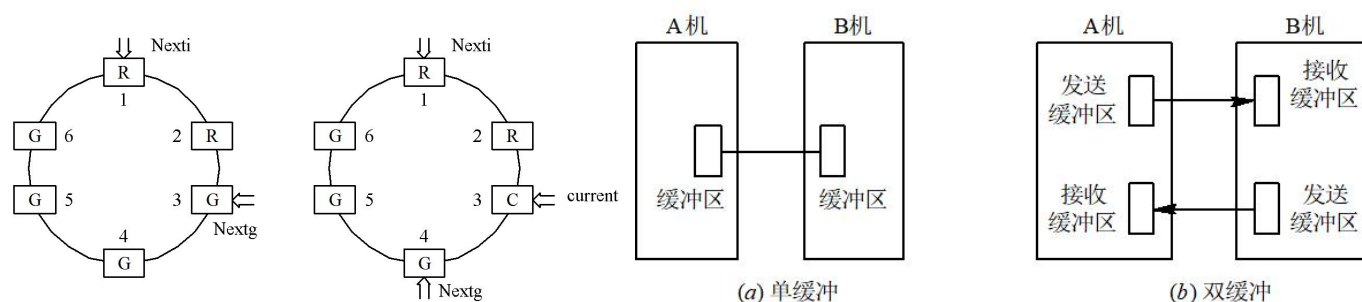 Nexti
R
1
G 6
2 R
G 5
3 G
Nextg
4
G
Nexti
R
1
G 6
2 R
G 5
3 C
current
4
G
Nextg
A机
B机
缓冲区
缓冲区
(a) 单缓冲
A机
B机
发送
缓冲区
接收
缓冲区
接收
缓冲区
发送
缓冲区
(b) 双缓冲